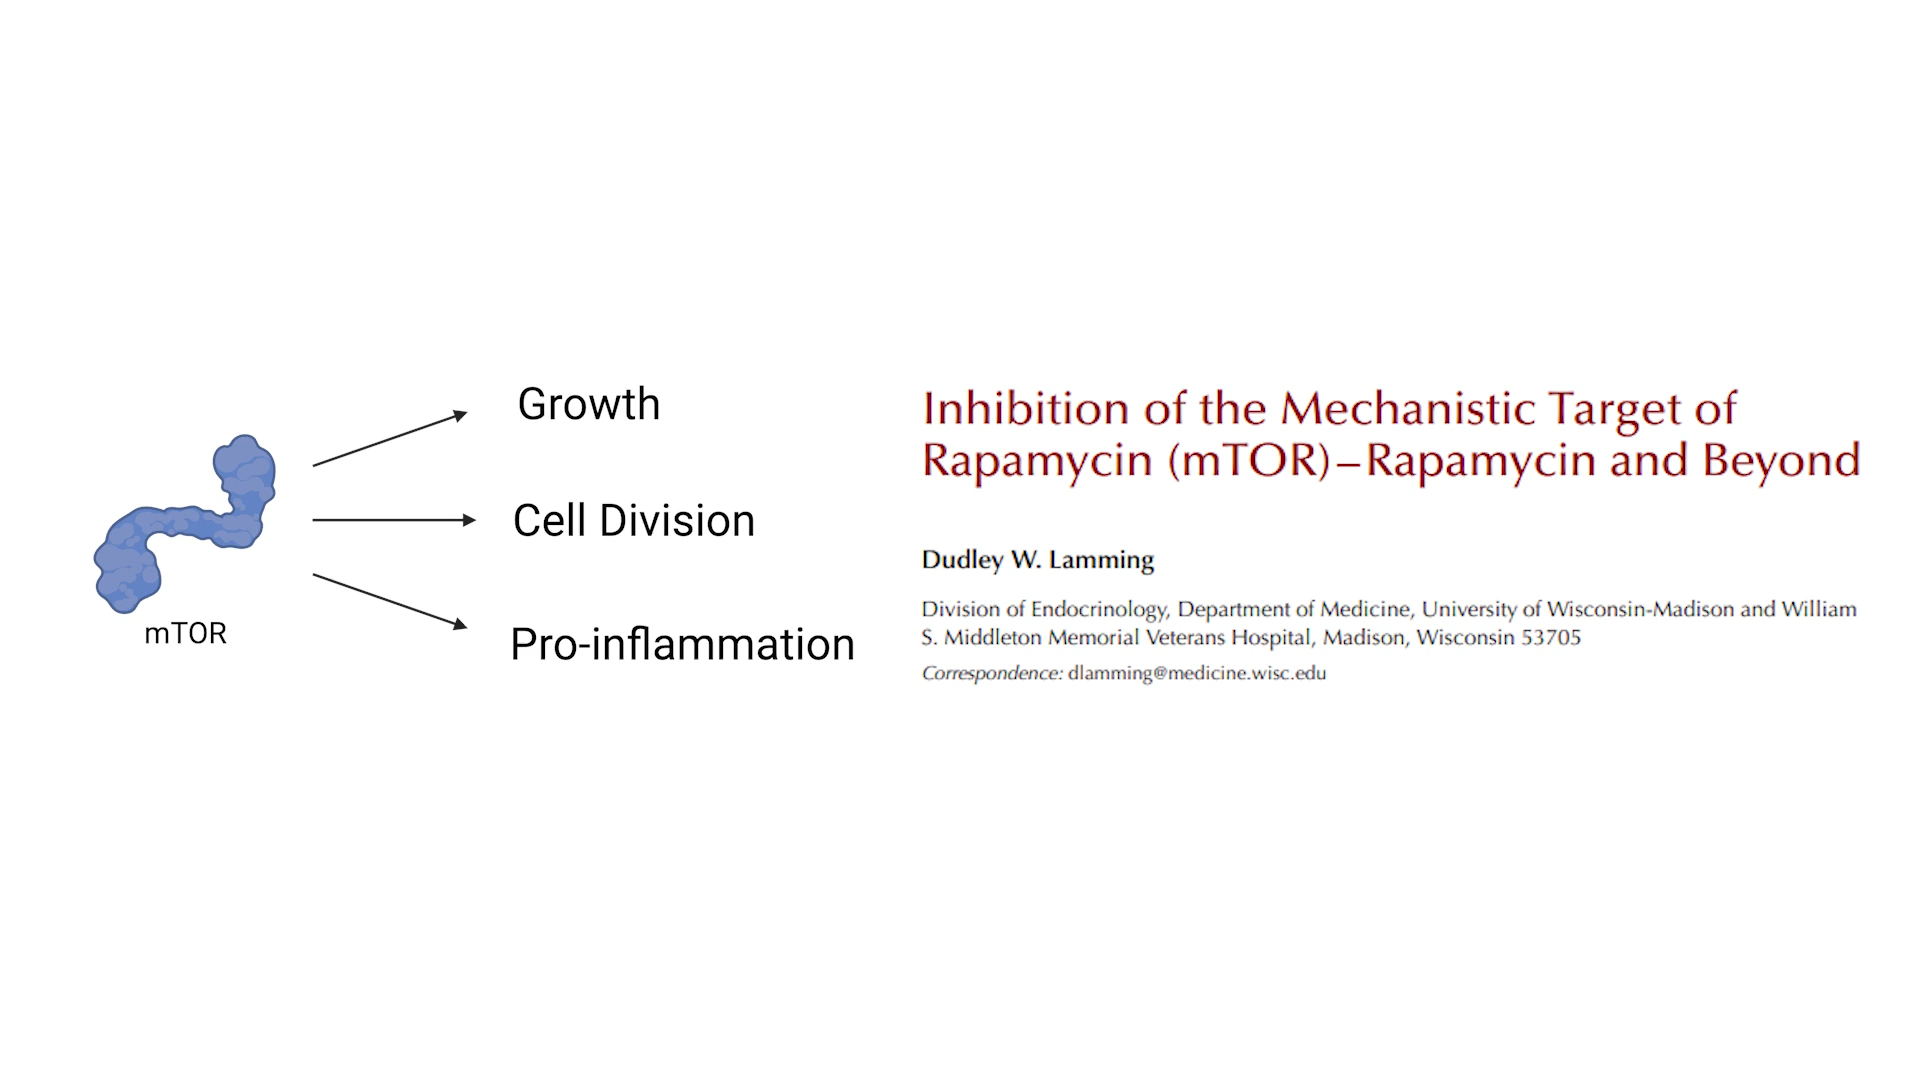 mTOR
Growth
Cell Division
Pro-inflammation
Inhibition of the Mechanistic Target of
Rapamycin (mTOR)–Rapamycin and Beyond
Dudley W. Lamming
Division of Endocrinology, Department of Medicine, University of Wisconsin-Madison and William
S. Middleton Memorial Veterans Hospital, Madison, Wisconsin 53705
Correspondence: dlamming@medicine.wisc.edu